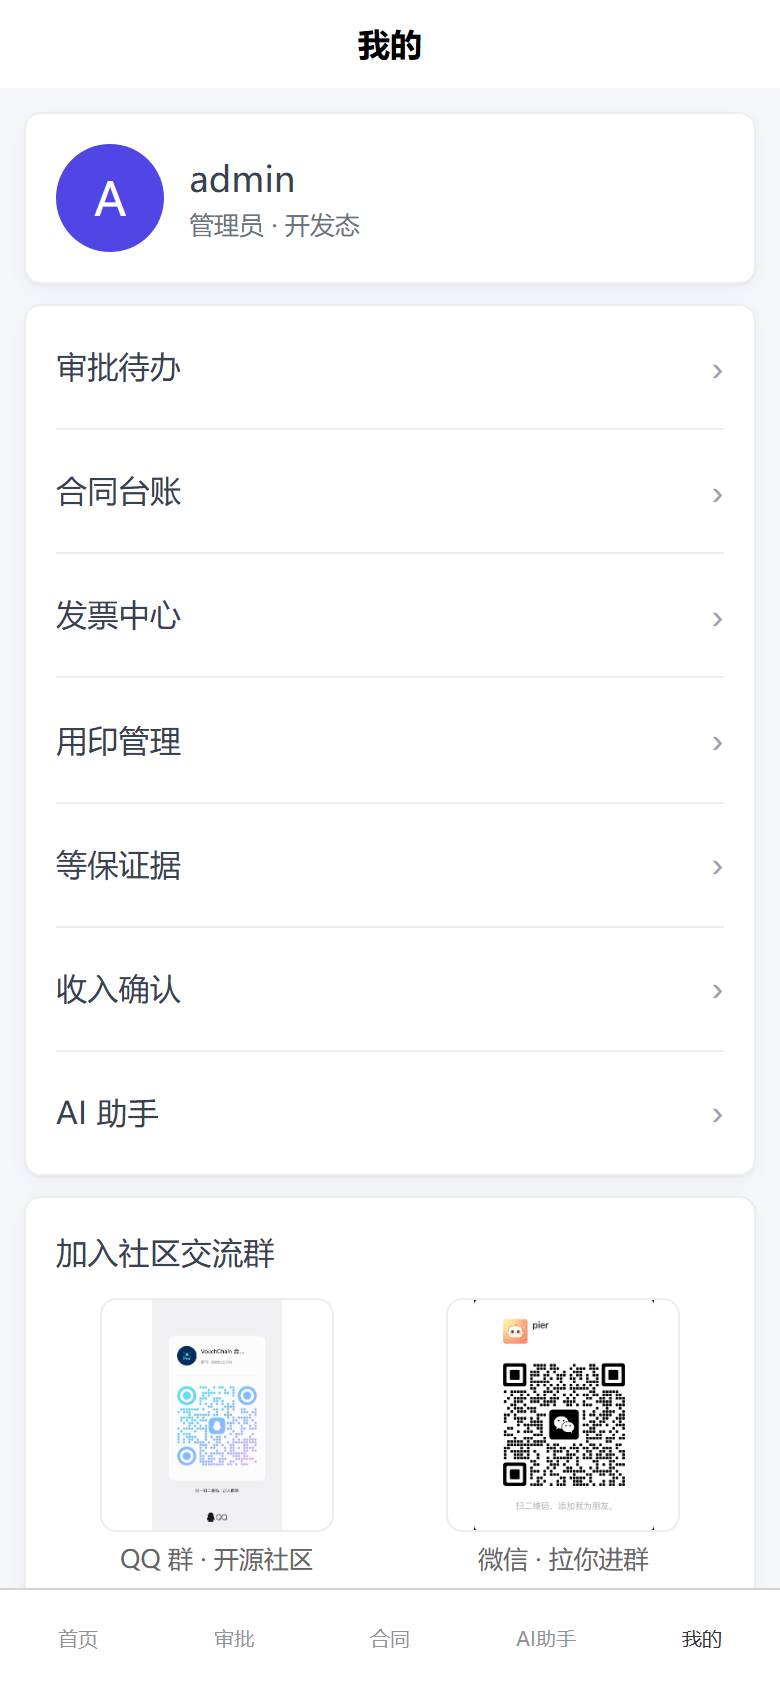 我的
A
admin
管理员 · 开发态
审批待办
合同台账
发票中心
用印管理
等保证据
收入确认
AI 助手
加入社区交流群
VouchChain 合...
pier
扫二维码，添加我为朋友。
QQ
QQ 群 · 开源社区
微信 · 拉你进群
首页
审批
合同
AI助手
我的